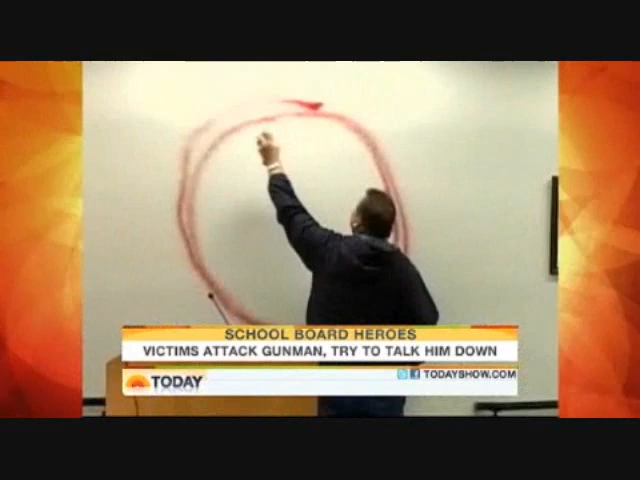 SCHOOL BOARD HEROES
VICTIMS ATTACK GUNMAN, TRY TO TALK HIM DOWN
TODAY
TODAYSHOW.COM